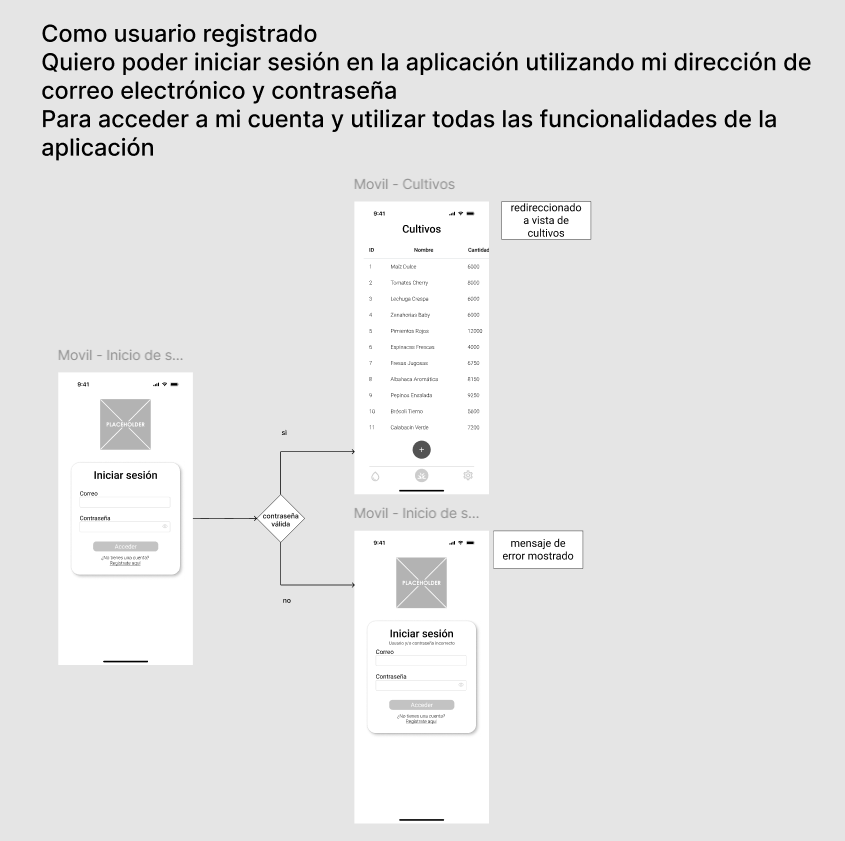 Como usuario registrado
Quiero poder iniciar sesión en la aplicación utilizando mi dirección de
correo electrónico y contraseña
Para acceder a mi cuenta y utilizar todas las funcionalidades de la
aplicación
Movil - Cultivos
9:41
Cultivos
ID Nombre Cantidad
1 Maíz Dulce 6000
2 Tomates Cherry 8000
3 Lechuga Crespa 6000
4 Zanahorias Baby 6000
5 Pimientos Rojos 12000
6 Espinacas Frescas 4000
7 Fresas Jugosas 6750
8 Albahaca Aromática 8150
9 Pepinos Ensalada 9250
10 Brócoli Tierno 5600
11 Calabacín Verde 7200
+
redireccionado
a vista de
cultivos
Movil - Inicio de s...
9:41
PLACEHOLDER
Iniciar sesión
Correo
Contraseña
Acceder
¿No tienes una cuenta?
Regístrate aquí
si
contraseña
válida
no
Movil - Inicio de s...
9:41
PLACEHOLDER
Iniciar sesión
Usuario y/o contraseña incorrecto
Correo
Contraseña
Acceder
¿No tienes una cuenta?
Regístrate aquí
mensaje de
error mostrado